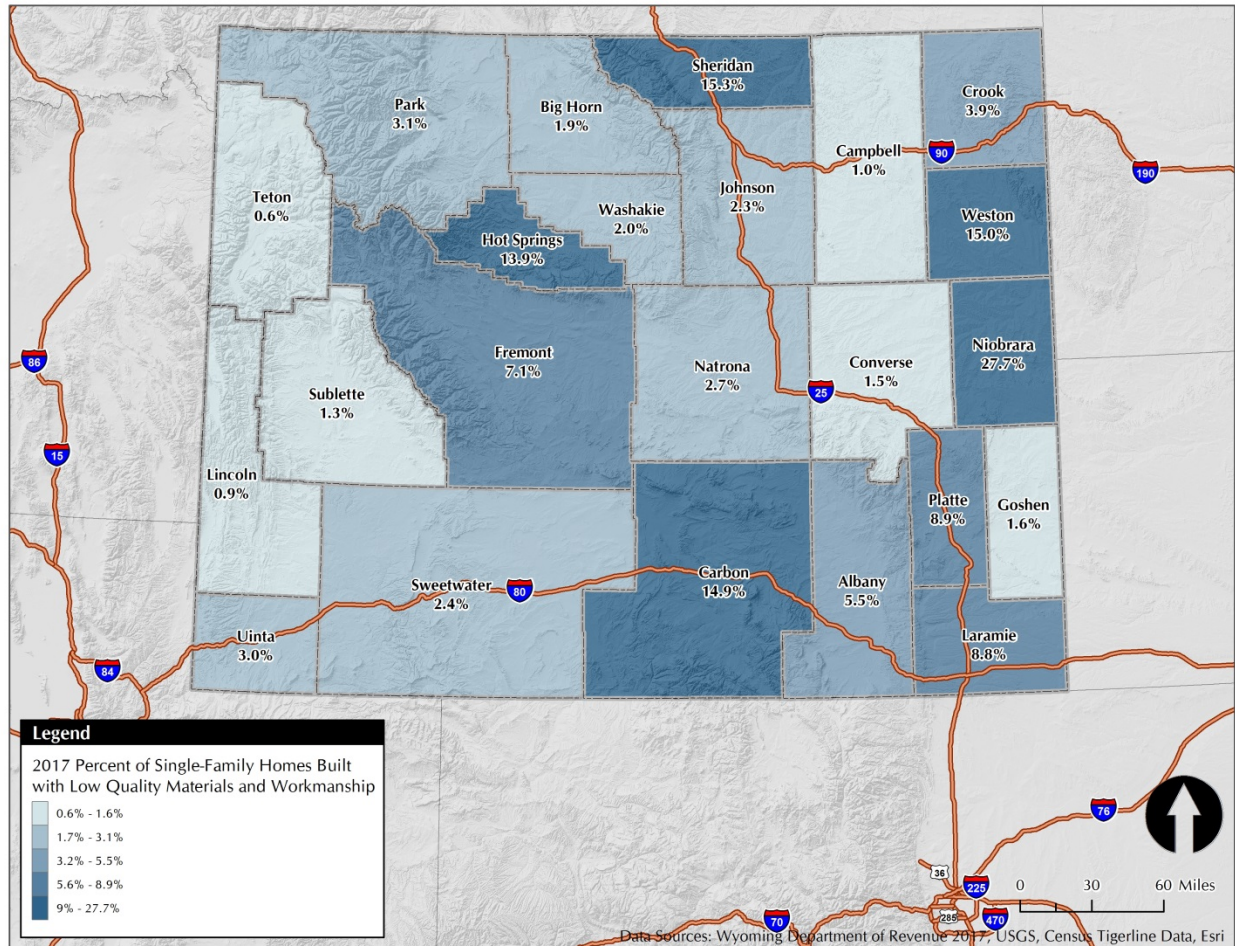 Sheridan
15.3%
Crook
3.9%
Park
3.1%
Big Horn
1.9%
Campbell
1.0%
90
190
Teton
0.6%
Washakie
2.0%
Johnson
2.3%
Weston
15.0%
Hot Springs
13.9%
Fremont
7.1%
Natrona
2.7%
Converse
1.5%
Niobrara
27.7%
86
25
Sublette
1.3%
15
Lincoln
0.9%
Platte
8.9%
Goshen
1.6%
Sweetwater
2.4%
80
Carbon
14.9%
Albany
5.5%
Uinta
3.0%
Laramie
8.8%
84
Legend
2017 Percent of Single-Family Homes Built
with Low Quality Materials and Workmanship
0.6% - 1.6%
1.7% - 3.1%
3.2% - 5.5%
5.6% - 8.9%
9% - 27.7%
76
36
225
0 30 60 Miles
70
285
470
Data Sources: Wyoming Department of Revenue 2017, USGS, Census Tigerline Data, Esri